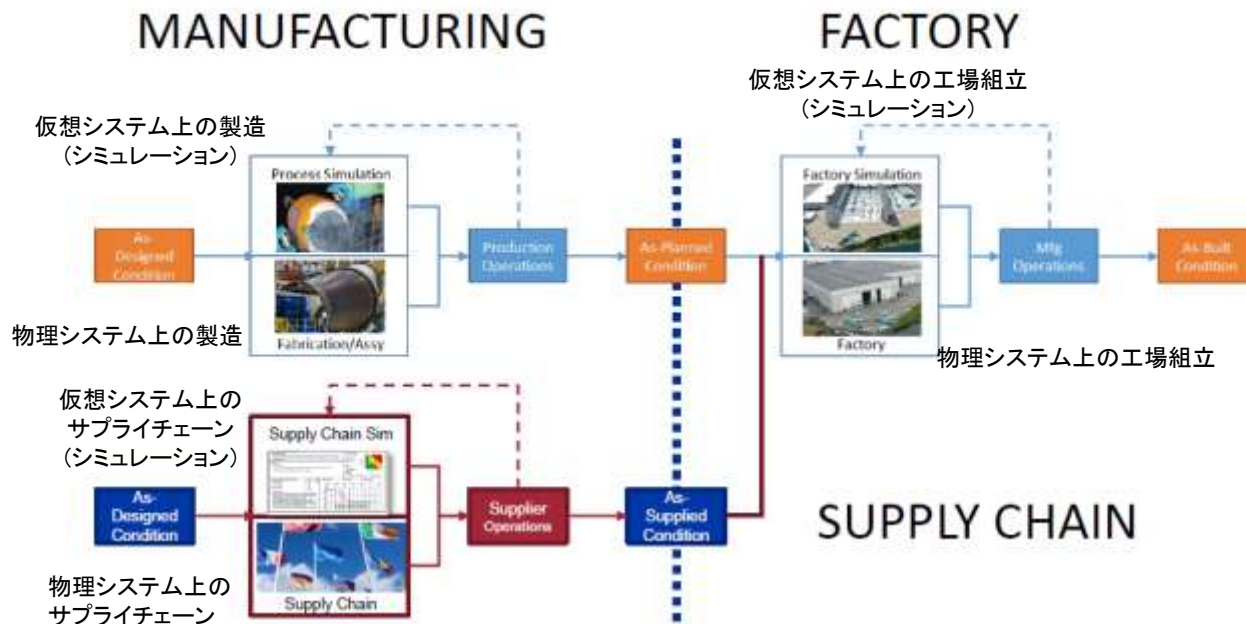 MANUFACTURING
FACTORY
仮想システム上の製造
(シミュレーション)
仮想システム上の工場組立
(シミュレーション)
Process Simulation
Factory Simulation
As-
Designed
Condition
Production
Operations
As-Planned
Condition
Mfg
Operations
As-Built
Condition
物理システム上の製造
Fabrication/Assy
Factory
物理システム上の工場組立
仮想システム上の
サプライチェーン
(シミュレーション)
Supply Chain Sim
As-
Designed
Condition
Supplier
Operations
As-
Supplied
Condition
SUPPLY CHAIN
物理システム上の
サプライチェーン
Supply Chain